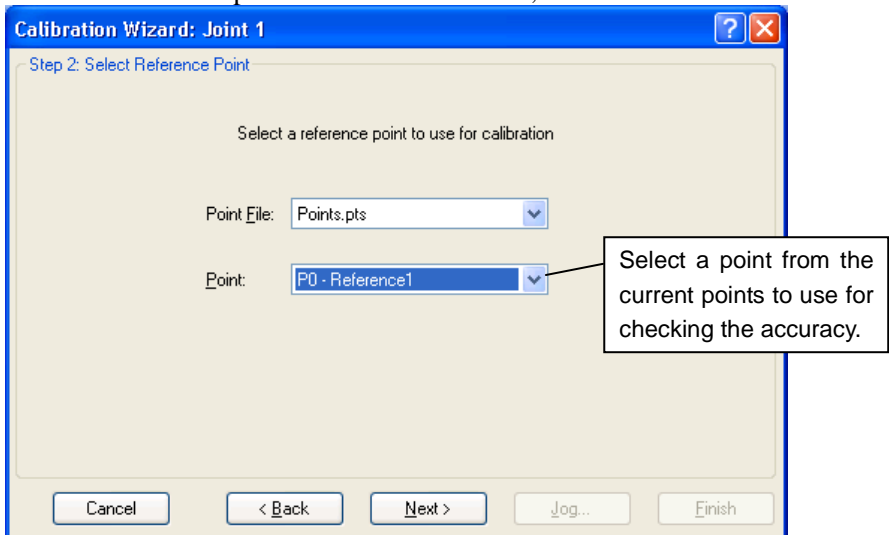 Calibration Wizard: Joint 1
Step 2: Select Reference Point
Select a reference point to use for calibration
Point File: Points.pts
Point: P0 - Reference1
Select a point from the
current points to use for
checking the accuracy.
Cancel
< Back
Next >
Jog...
Finish